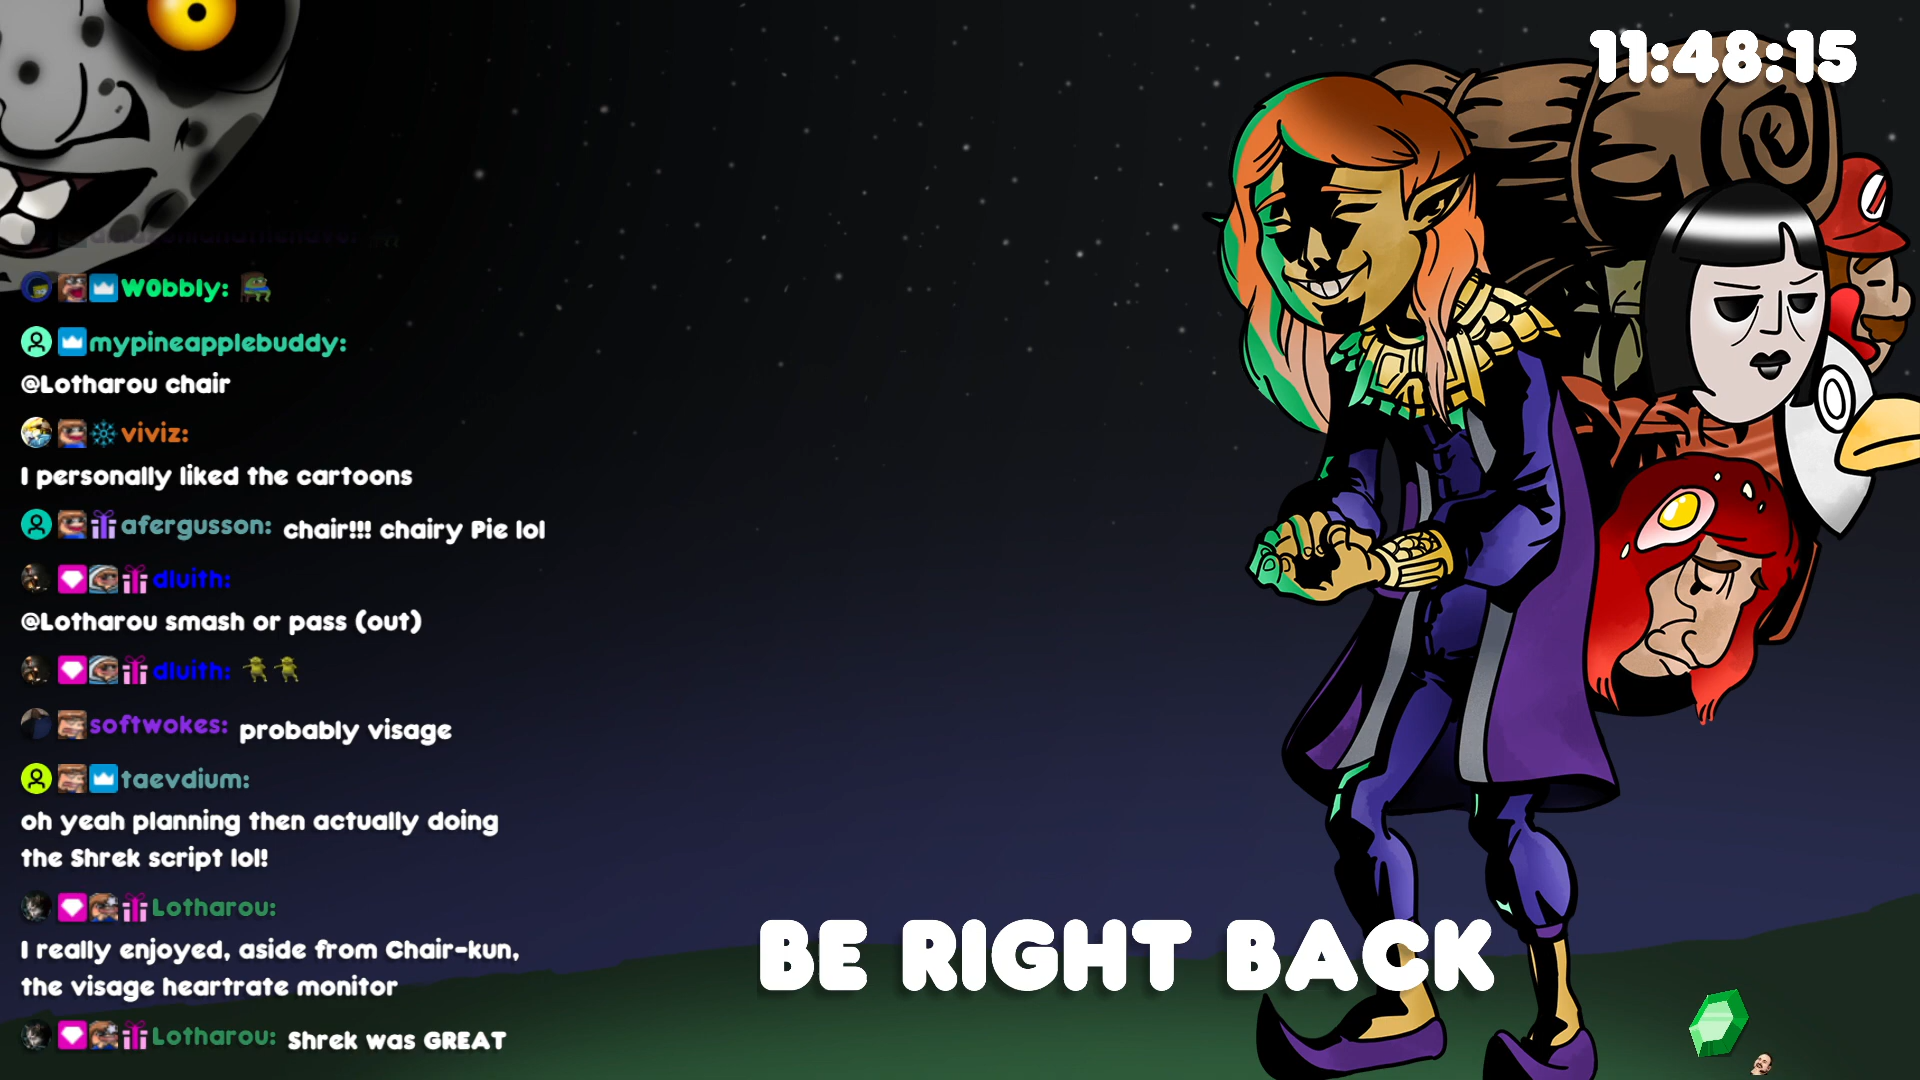 11:48:15
W0bbly:
mypineapplebuddy:
@Lotharou chair
viviz:
I personally liked the cartoons
afergusson: chair!!! chairy Pie lol
dluith:
@Lotharou smash or pass (out)
dluith:
softwokes: probably visage
taevdium:
oh yeah planning then actually doing
the Shrek script lol!
Lotharou:
I really enjoyed, aside from Chair-kun,
the visage heartrate monitor
Lotharou: Shrek was GREAT
BE RIGHT BACK